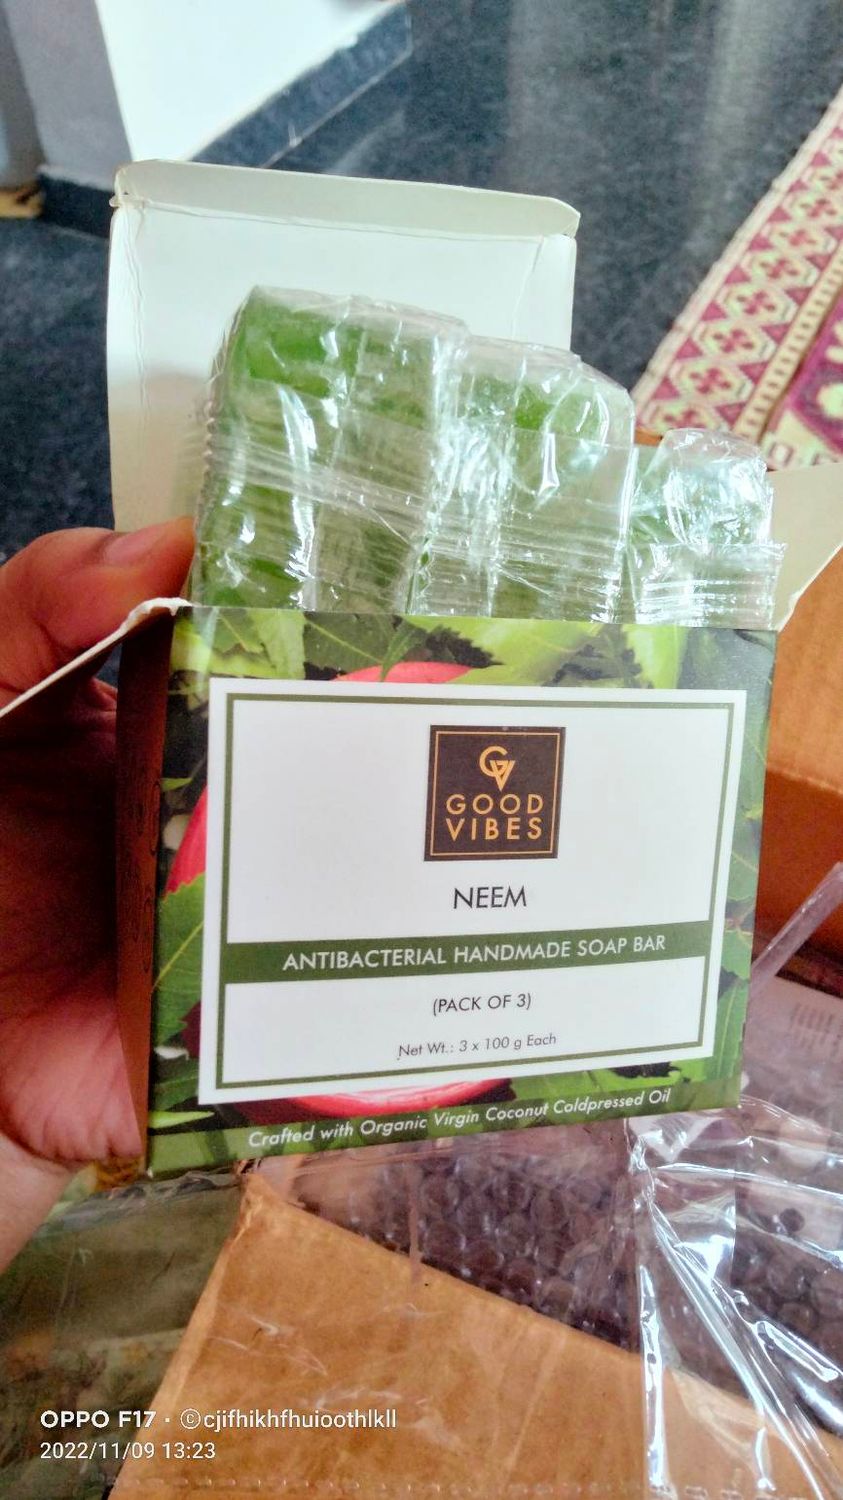 GV
GOOD
VIBES
NEEM
ANTIBACTERIAL HANDMADE SOAP BAR
(PACK OF 3)
Net Wt.: 3 x 100 g Each
Crafted with Organic Virgin Coconut Coldpressed Oil
OPPO F17 · ©cjifhikhfhuioothlkll
2022/11/09 13:23